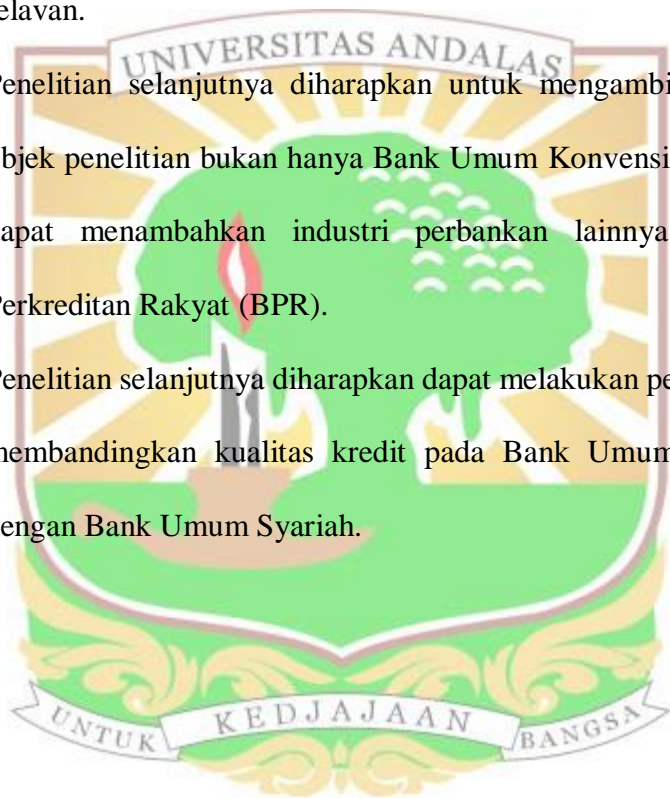 elavan.
UNIVERSITAS ANDALAS
Penelitian selanjutnya diharapkan untuk mengambi
bjek penelitian bukan hanya Bank Umum Konvensi
apat menambahkan industri perbankan lainnya
Perkreditan Rakyat (BPR).
Penelitian selanjutnya diharapkan dapat melakukan pe
membandingkan kualitas kredit pada Bank Umum
engan Bank Umum Syariah.
UNTUK KEDJAJAAN BANGSA